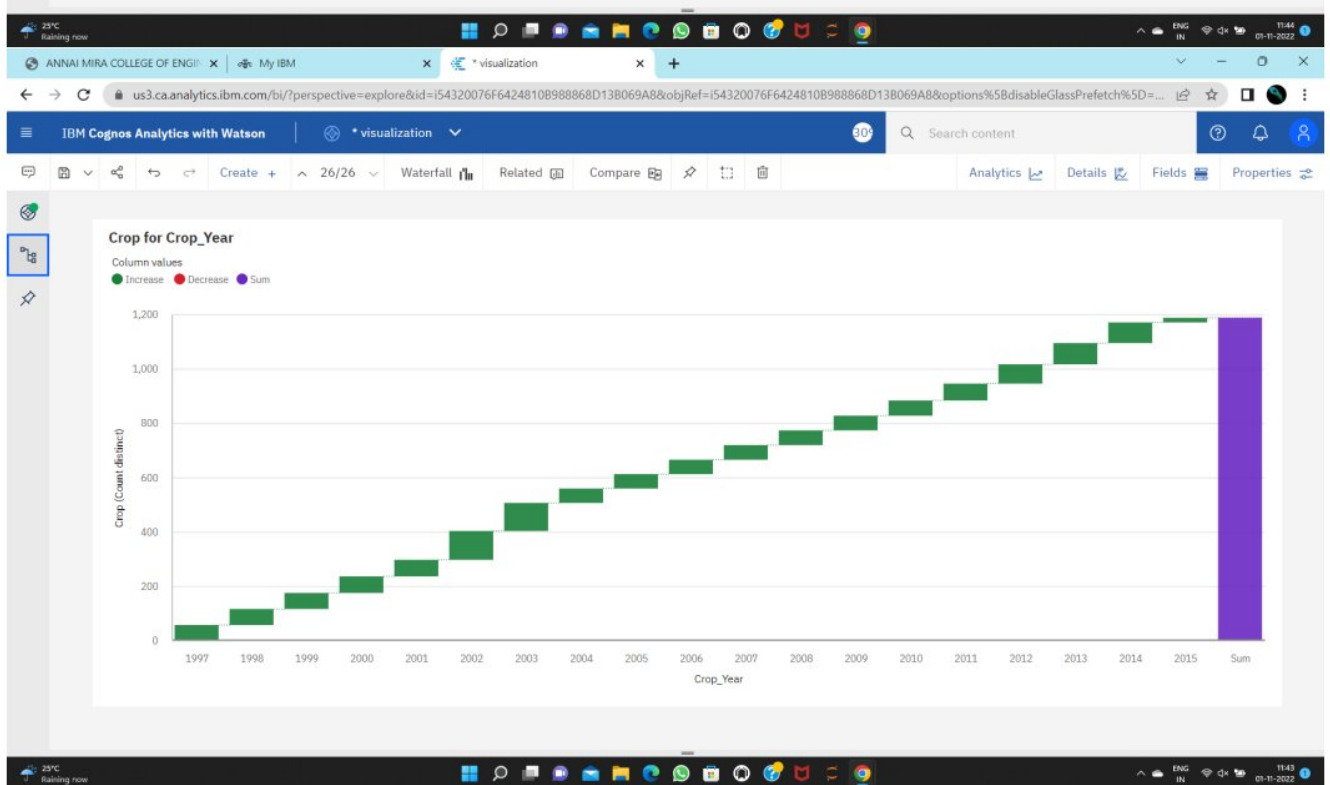 25°C
Raining now
ENG
IN
11:44
01-11-2022
ANNAI MIRA COLLEGE OF ENGIN
My IBM
* visualization
us3.ca.analytics.ibm.com/bi/?perspective=explore&id=i54320076F6424810B988868D13B069A8&objRef=i54320076F6424810B988868D13B069A8&options%5BdisableGlassPrefetch%5D=...
IBM Cognos Analytics with Watson
* visualization
Search content
Create +
26/26
Waterfall
Related
Compare
Analytics
Details
Fields
Properties
Crop for Crop_Year
Column values
Increase Decrease Sum
1,200
1,000
800
600
400
200
0
Crop (Count distinct)
1997 1998 1999 2000 2001 2002 2003 2004 2005 2006 2007 2008 2009 2010 2011 2012 2013 2014 2015 Sum
Crop_Year
25°C
Raining now
ENG
IN
11:43
01-11-2022